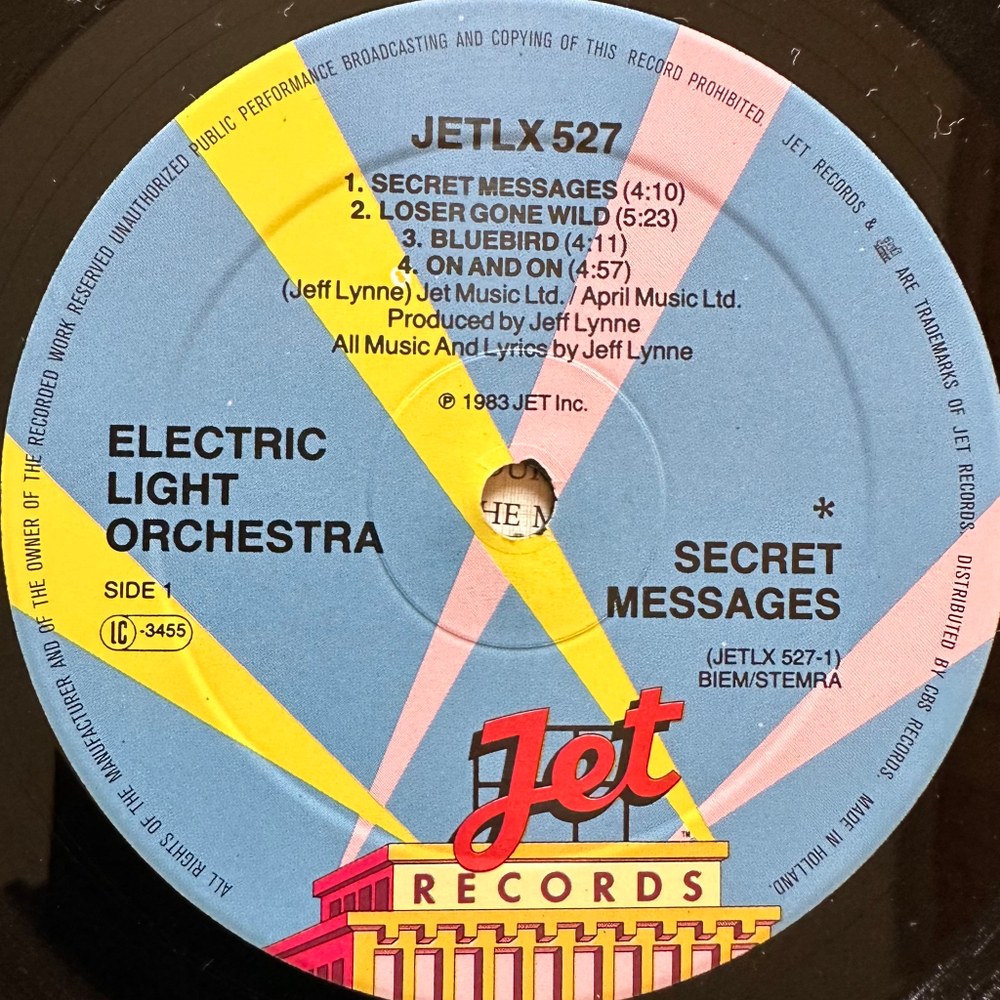 ALL RIGHTS OF THE MANUFACTURER AND OF THE OWNER OF THE RECORDED WORK RESERVED UNAUTHORIZED PUBLIC PERFORMANCE BROADCASTING AND COPYING OF THIS RECORD PROHIBITED.
JET RECORDS & Jet ARE TRADEMARKS OF JET RECORDS. DISTRIBUTED BY CBS RECORDS. MADE IN HOLLAND.
JETLX 527
1. SECRET MESSAGES (4:10)
2. LOSER GONE WILD (5:23)
3. BLUEBIRD (4:11)
4. ON AND ON (4:57)
(Jeff Lynne) Jet Music Ltd. / April Music Ltd.
Produced by Jeff Lynne
All Music And Lyrics by Jeff Lynne
℗ 1983 JET Inc.
ELECTRIC
LIGHT
ORCHESTRA
SIDE 1
LC -3455
HE
*
SECRET
MESSAGES
(JETLX 527-1)
BIEM/STEMRA
Jet
TM
RECORDS